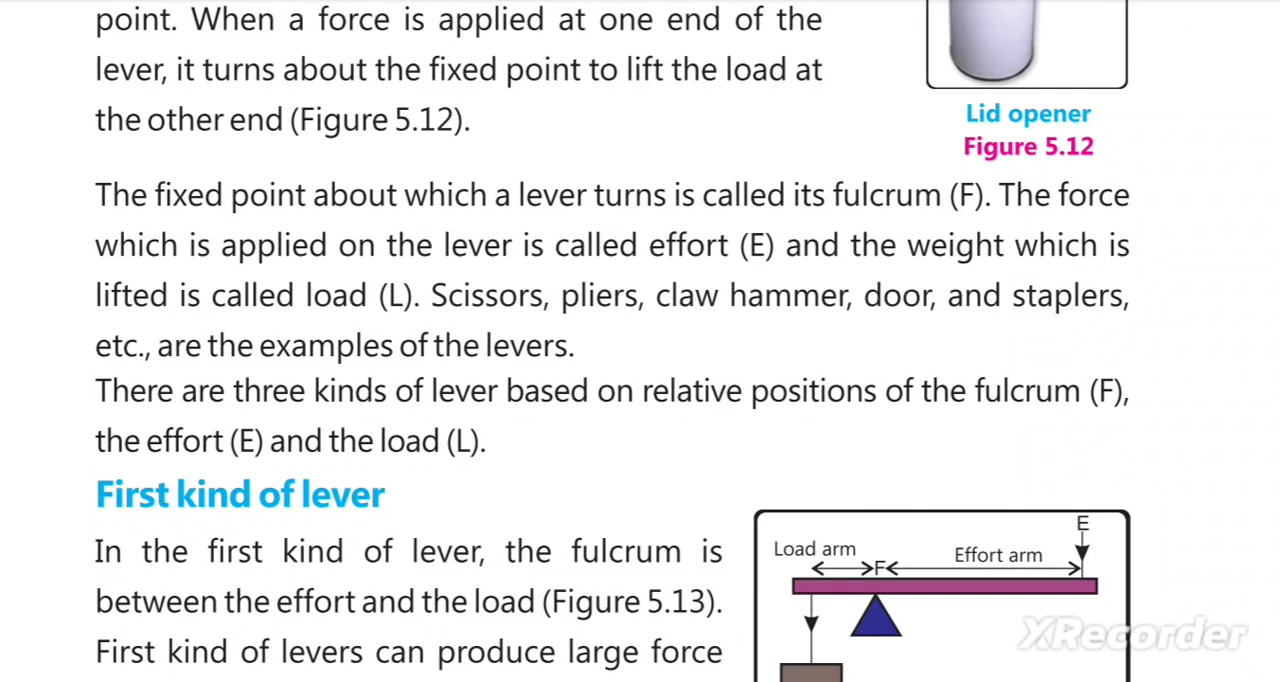 point. When a force is applied at one end of the
lever, it turns about the fixed point to lift the load at
the other end (Figure 5.12).
Lid opener
Figure 5.12
The fixed point about which a lever turns is called its fulcrum (F). The force
which is applied on the lever is called effort (E) and the weight which is
lifted is called load (L). Scissors, pliers, claw hammer, door, and staplers,
etc., are the examples of the levers.
There are three kinds of lever based on relative positions of the fulcrum (F),
the effort (E) and the load (L).
First kind of lever
In the first kind of lever, the fulcrum is
between the effort and the load (Figure 5.13).
First kind of levers can produce large force
E
Load arm
Effort arm
F
XRecorder